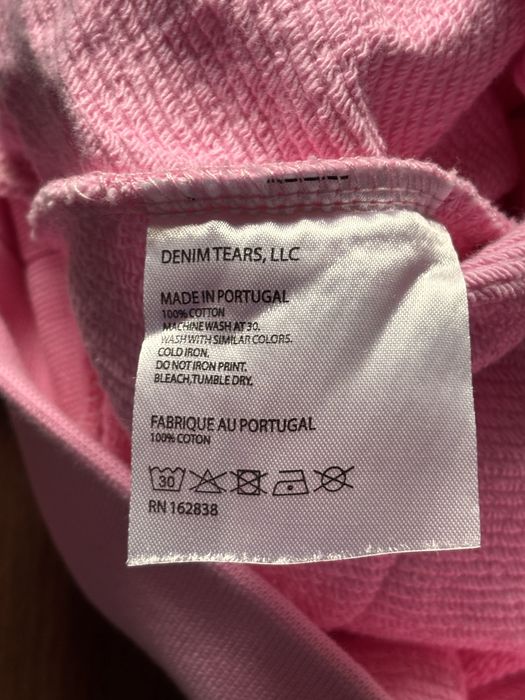 DENIM TEARS, LLC
MADE IN PORTUGAL
100% COTTON
MACHINE WASH AT 30.
WASH WITH SIMILAR COLORS.
COLD IRON.
DO NOT IRON PRINT.
BLEACH,TUMBLE DRY.
FABRIQUE AU PORTUGAL
100% COTON
30
RN 162838